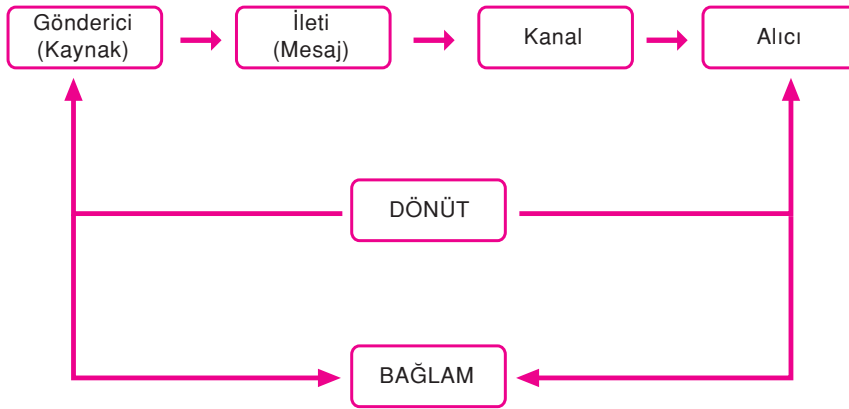 Gönderici
(Kaynak)
İleti
(Mesaj)
Kanal
Alıcı
DÖNÜT
BAĞLAM